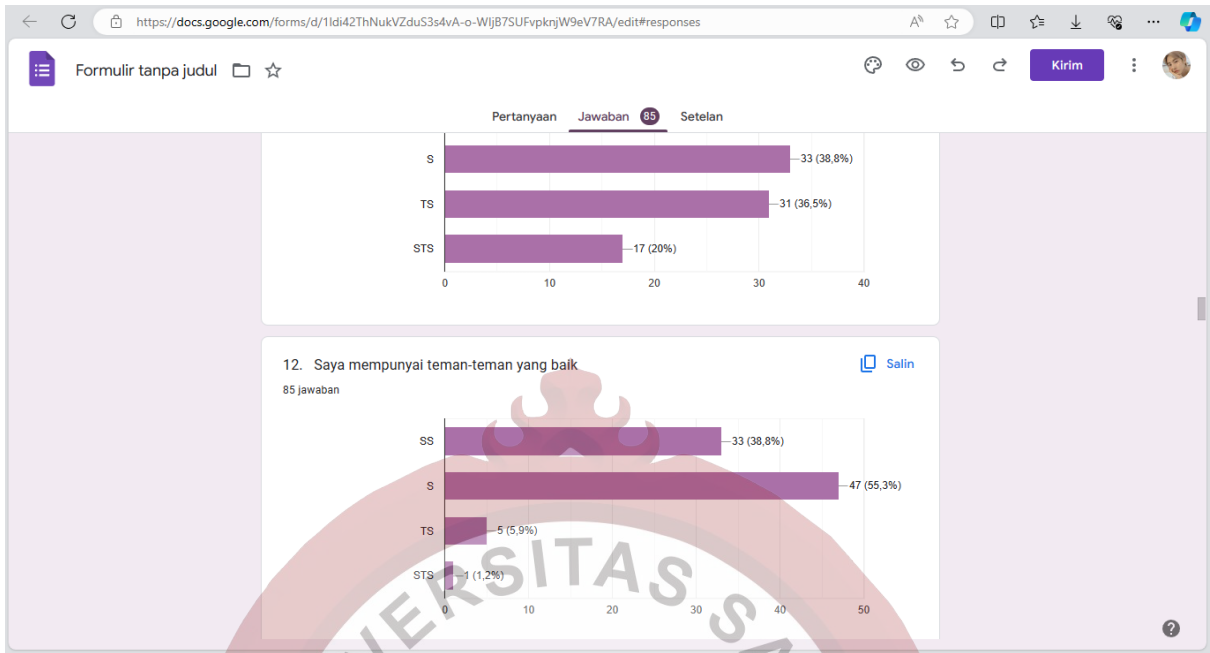 https://docs.google.com/forms/d/1Idi42ThNukVZduS3s4vA-o-WIjB7SUFvpknjW9eV7RA/edit#responses
Formulir tanpa judul
Kirim
Pertanyaan Jawaban 85 Setelan
S 33 (38,8%)
TS 31 (36,5%)
STS 17 (20%)
0 10 20 30 40
12. Saya mempunyai teman-teman yang baik
Salin
85 jawaban
SS 33 (38,8%)
S 47 (55,3%)
TS 5 (5,9%)
STS 1 (1,2%)
0 10 20 30 40 50
VERSITAS SA